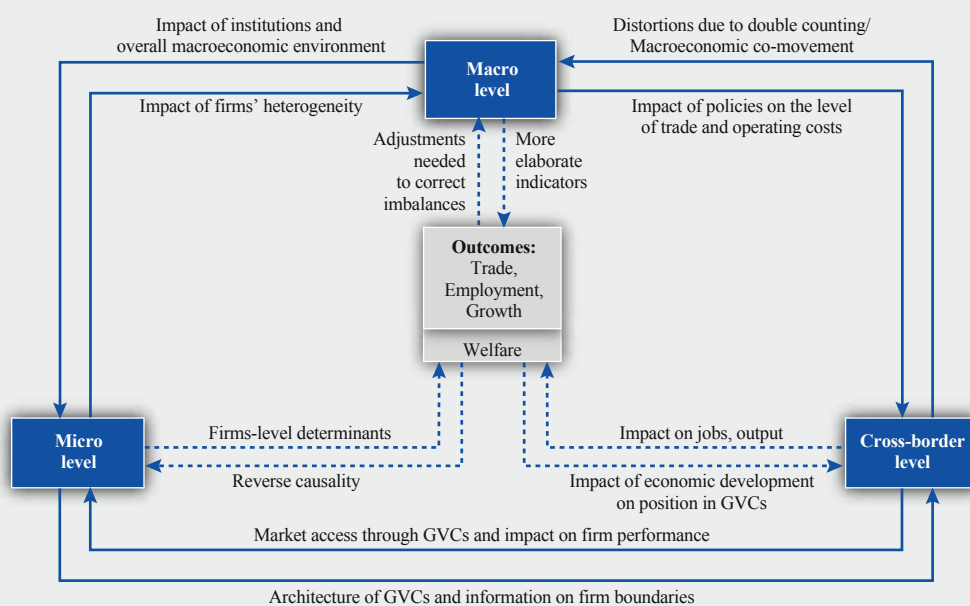 Impact of institutions and
overall macroeconomic environment
Distortions due to double counting/
Macroeconomic co-movement
Macro
level
Impact of firms’ heterogeneity
Impact of policies on the level
of trade and operating costs
Adjustments
needed
to correct
imbalances
More
elaborate
indicators
Outcomes:
Trade,
Employment,
Growth
Welfare
Micro
level
Firms-level determinants
Reverse causality
Impact on jobs, output
Impact of economic development
on position in GVCs
Cross-border
level
Market access through GVCs and impact on firm performance
Architecture of GVCs and information on firm boundaries